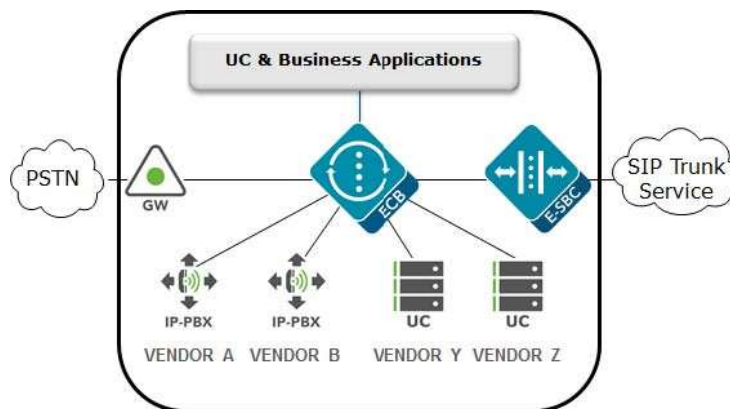 UC & Business Applications
PSTN
GW
ECB
E-SBC
SIP Trunk
Service
IP-PBX
IP-PBX
UC
UC
VENDOR A
VENDOR B
VENDOR Y
VENDOR Z